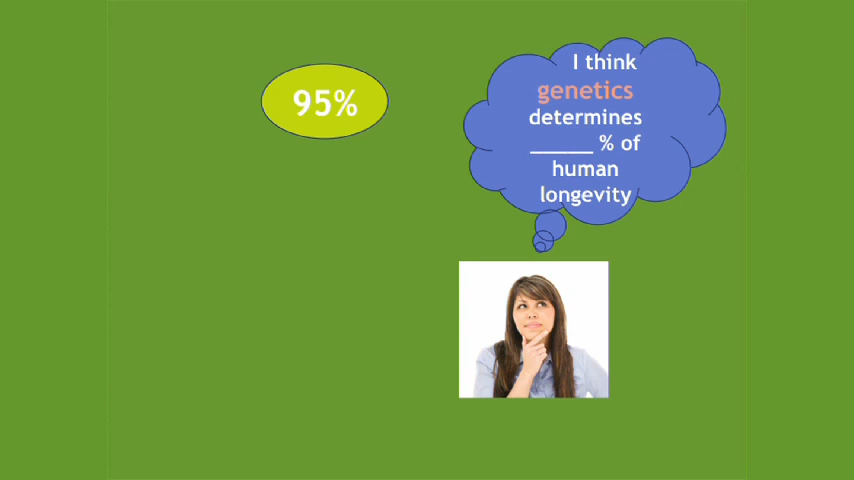 95%
I think
genetics
determines
______ % of
human
longevity